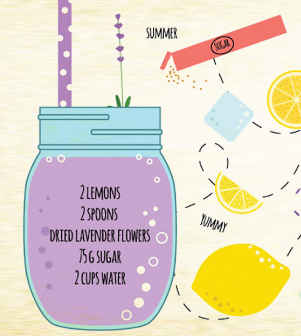 SUMMER
SUGAR
2 LEMONS
2 SPOONS
DRIED LAVENDER FLOWERS
75 G SUGAR
2 CUPS WATER
YUMMY